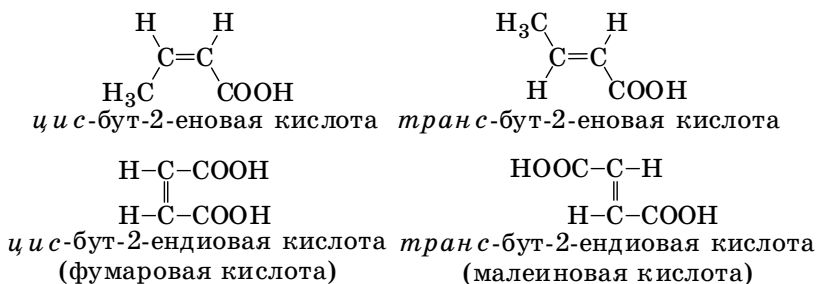 H H
C=C
H₃C COOH
цис-бут-2-еновая кислота
H₃C H
C=C
H COOH
транс-бут-2-еновая кислота
H–C–COOH
H–C–COOH
цис-бут-2-ендиовая кислота
(фумаровая кислота)
HOOC–C–H
H–C–COOH
транс-бут-2-ендиовая кислота
(малеиновая кислота)